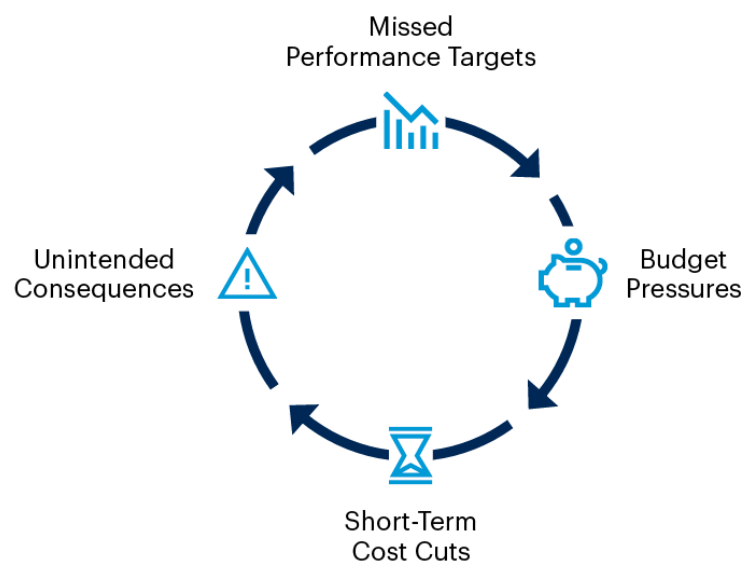 Missed
Performance Targets
Budget
Pressures
Short-Term
Cost Cuts
Unintended
Consequences